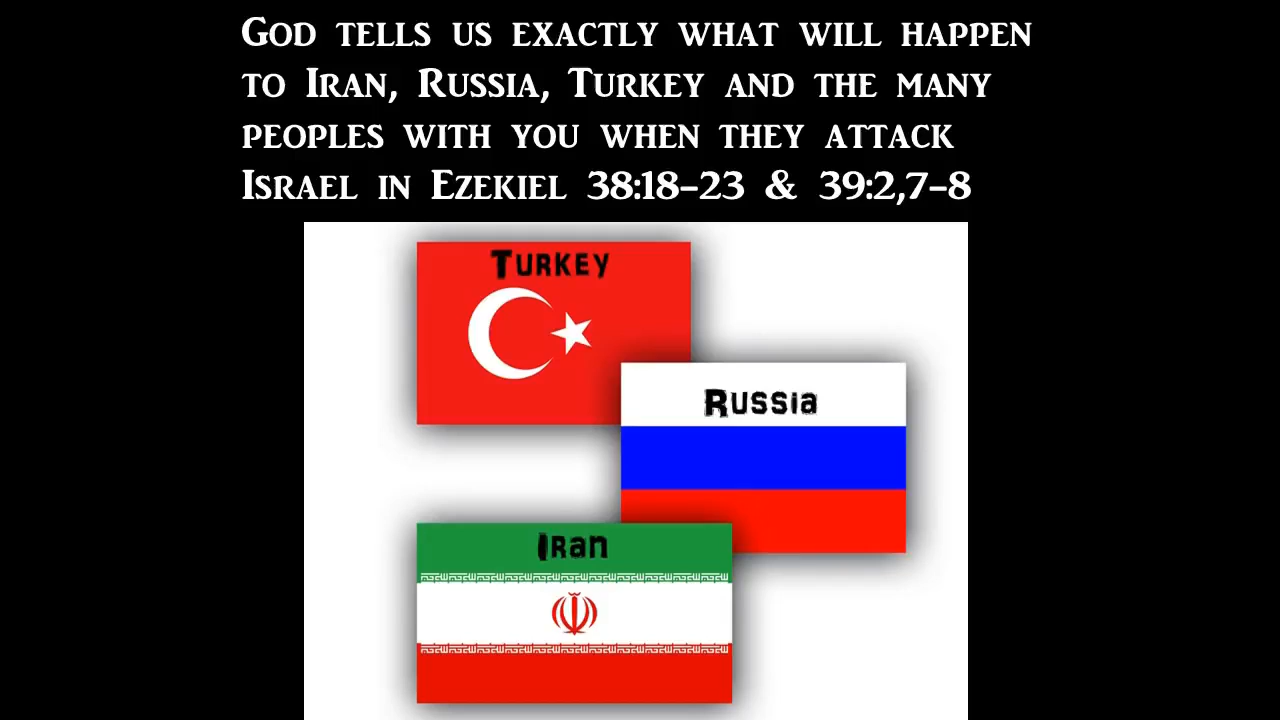 God tells us exactly what will happen
to Iran, Russia, Turkey and the many
peoples with you when they attack
Israel in Ezekiel 38:18-23 & 39:2,7-8
Turkey
Russia
Iran